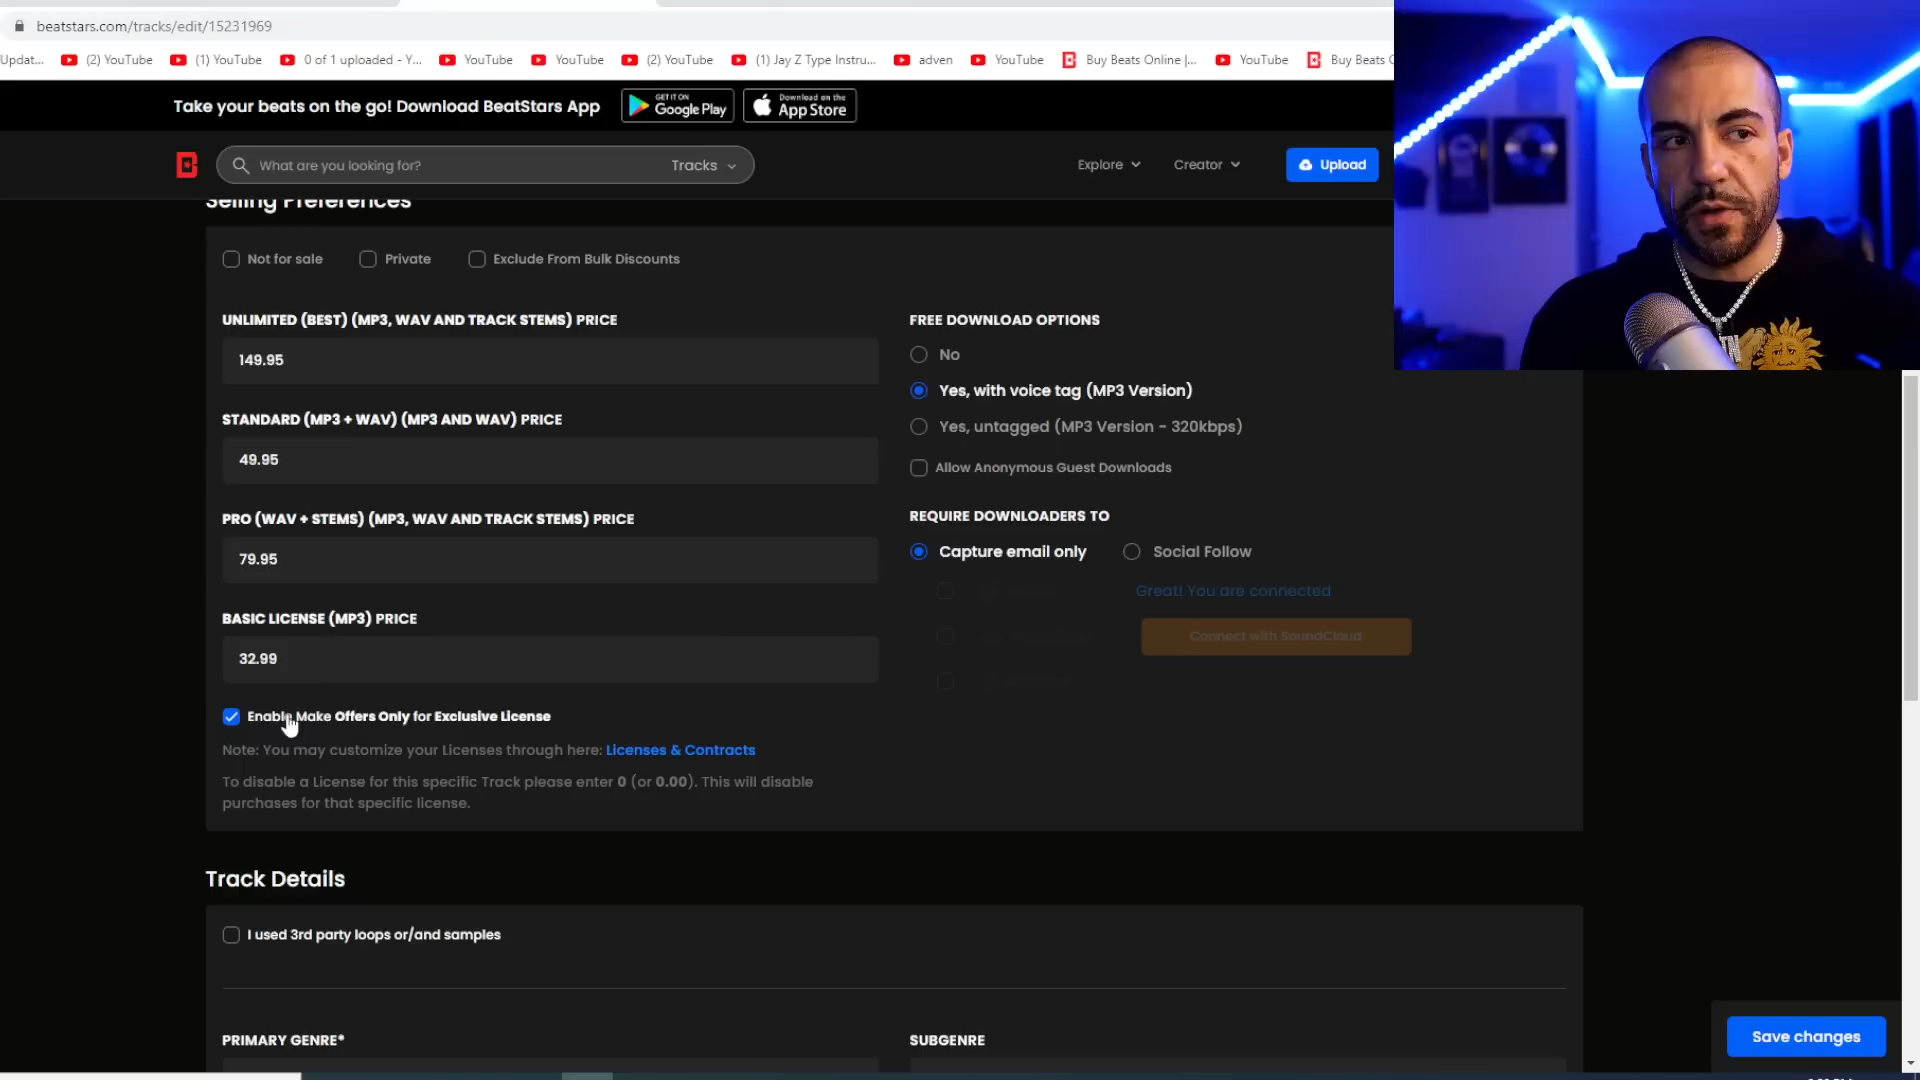 beatstars.com/tracks/edit/15231969
Updat... (2) YouTube (1) YouTube 0 of 1 uploaded - Y... YouTube YouTube (2) YouTube (1) Jay Z Type Instru... adven YouTube Buy Beats Online |... YouTube Buy Beats O
Take your beats on the go! Download BeatStars App GET IT ON Google Play Download on the App Store
What are you looking for? Tracks Explore Creator Upload
Selling Preferences
Not for sale Private Exclude From Bulk Discounts
UNLIMITED (BEST) (MP3, WAV AND TRACK STEMS) PRICE
149.95
STANDARD (MP3 + WAV) (MP3 AND WAV) PRICE
49.95
PRO (WAV + STEMS) (MP3, WAV AND TRACK STEMS) PRICE
79.95
BASIC LICENSE (MP3) PRICE
32.99
Enable Make Offers Only for Exclusive License
Note: You may customize your Licenses through here: Licenses & Contracts
To disable a License for this specific Track please enter 0 (or 0.00). This will disable
purchases for that specific license.
FREE DOWNLOAD OPTIONS
No
Yes, with voice tag (MP3 Version)
Yes, untagged (MP3 Version - 320kbps)
Allow Anonymous Guest Downloads
REQUIRE DOWNLOADERS TO
Capture email only Social Follow
Great! You are connected
Connect with SoundCloud
Track Details
I used 3rd party loops or/and samples
PRIMARY GENRE* SUBGENRE
Save changes